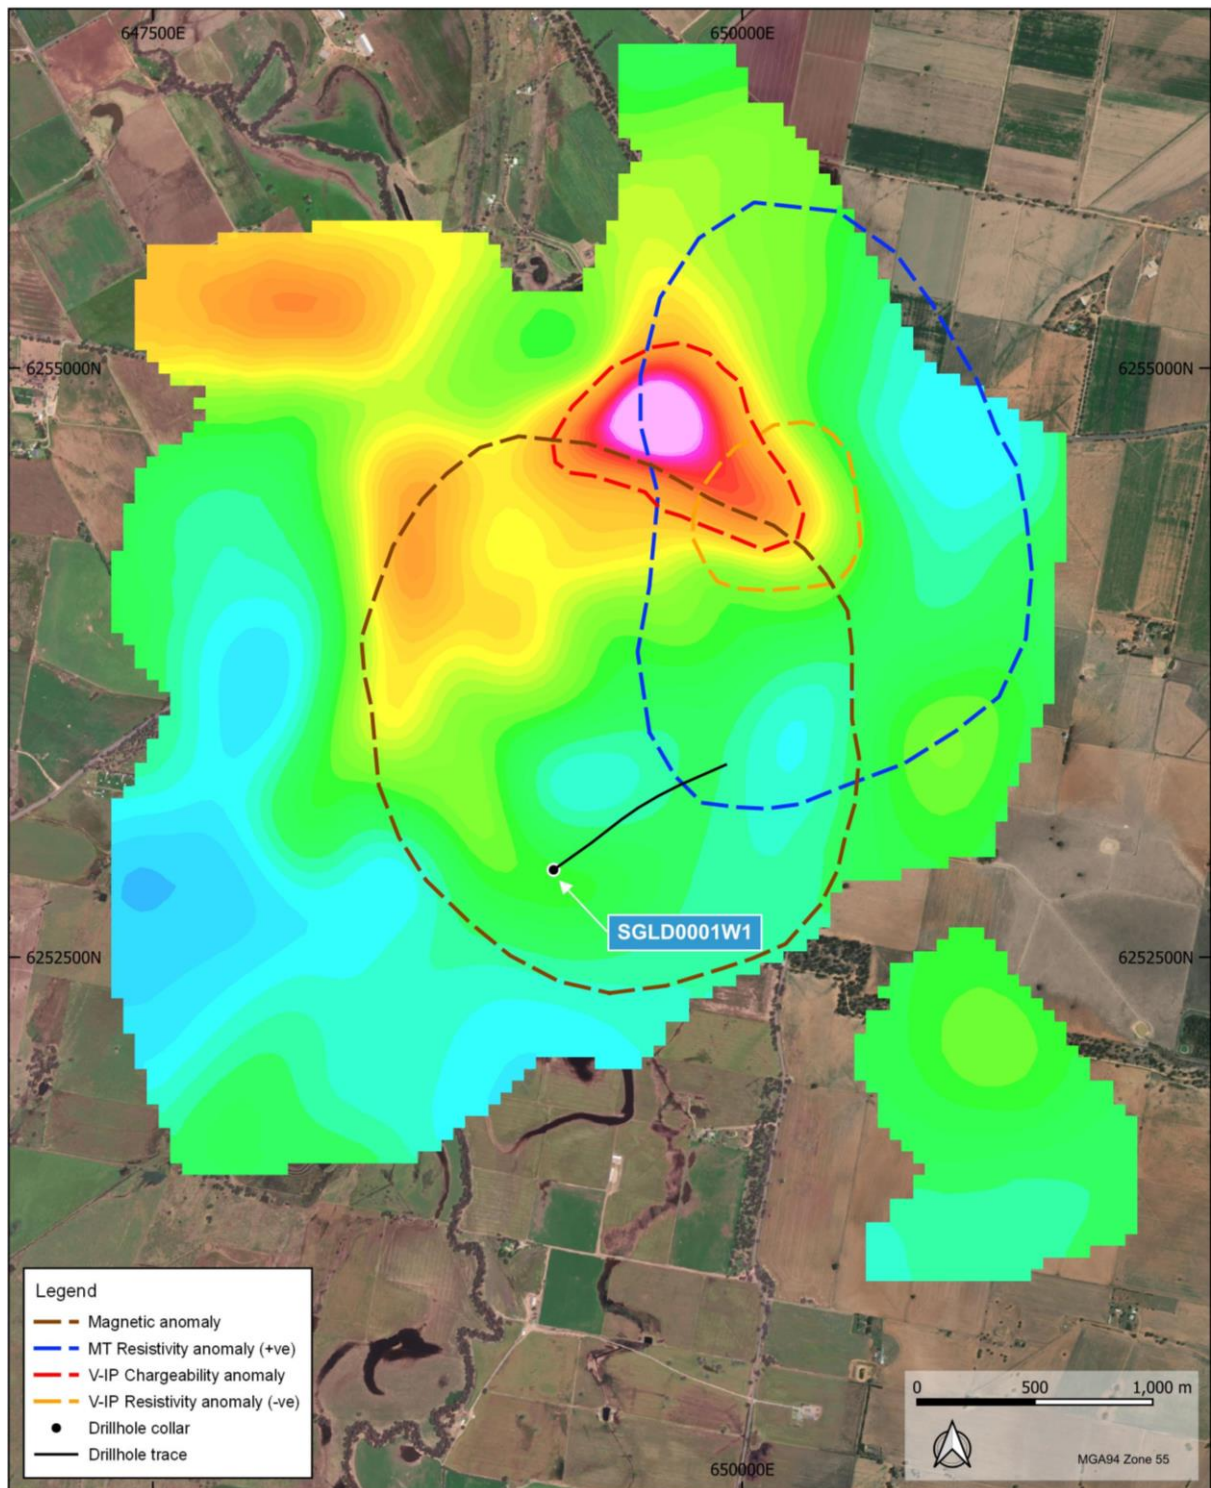 647500E
650000E
6255000N
6255000N
SGLD0001W1
6252500N
6252500N
Legend
Magnetic anomaly
MT Resistivity anomaly (+ve)
V-IP Chargeability anomaly
V-IP Resistivity anomaly (-ve)
Drillhole collar
Drillhole trace
650000E
0 500 1,000 m
MGA94 Zone 55